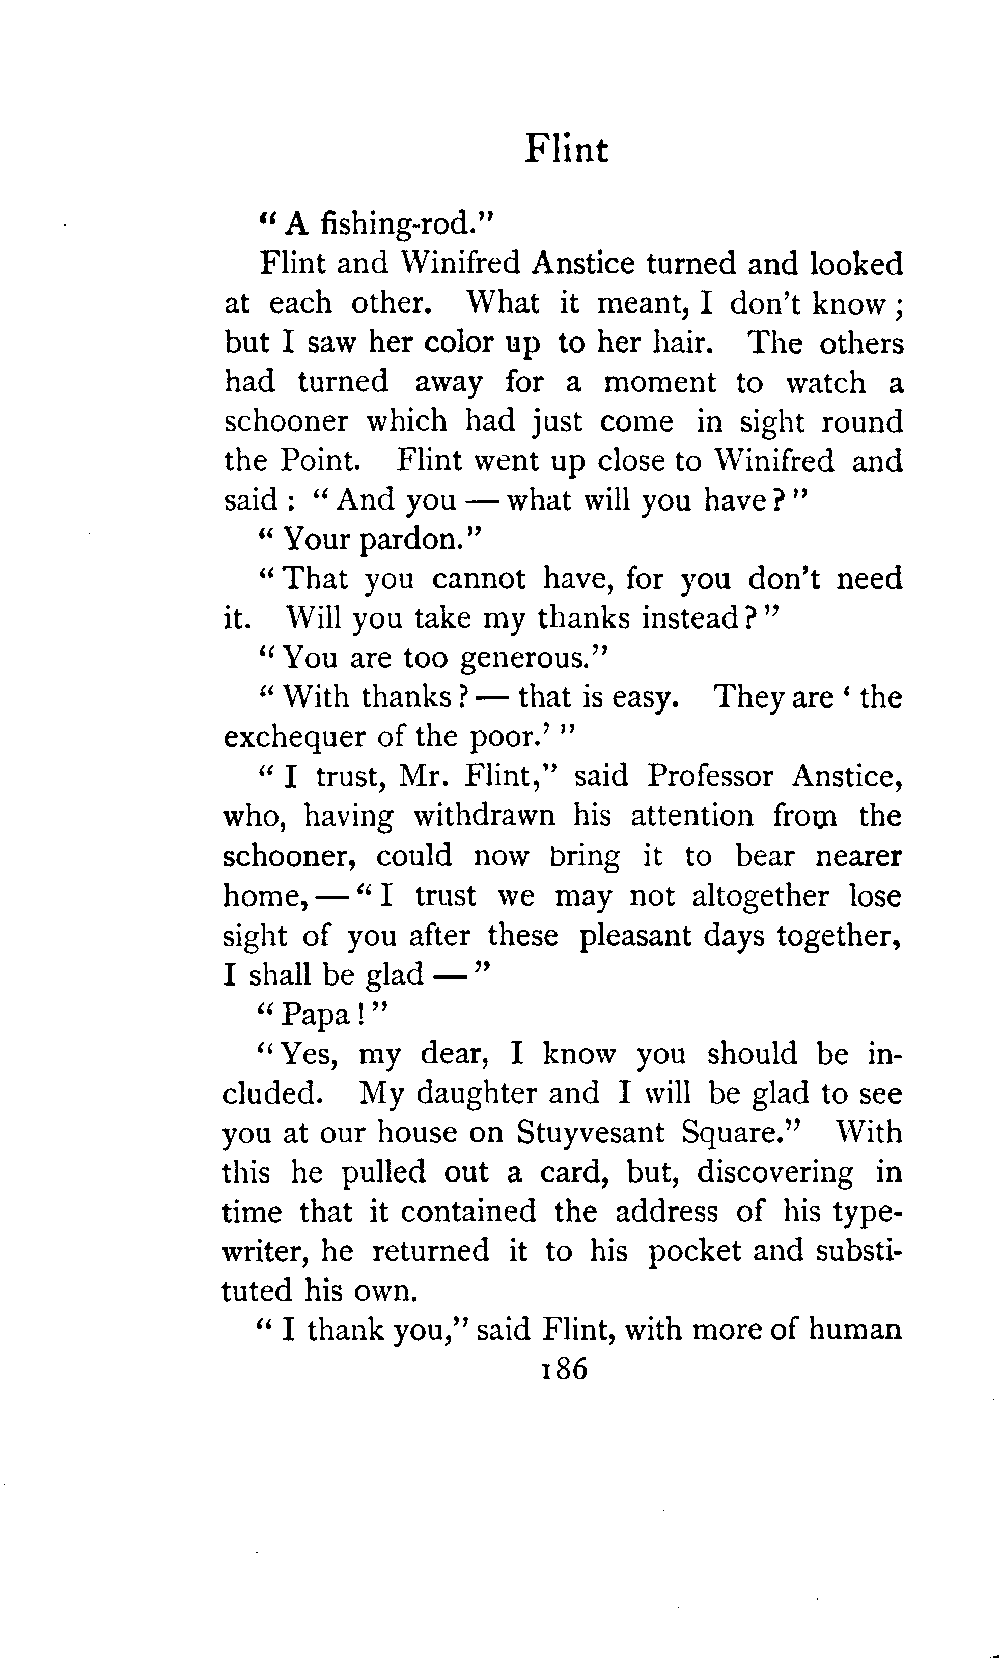 Flint
"A fishing-rod."
Flint and Winifred Anstice turned and looked
at each other. What it meant, I don't know;
but I saw her color up to her hair. The others
had turned away for a moment to watch a
schooner which had just come in sight round
the Point. Flint went up close to Winifred and
said: "And you — what will you have?"
"Your pardon."
"That you cannot have, for you don't need
it. Will you take my thanks instead?"
"You are too generous."
"With thanks? — that is easy. They are 'the
exchequer of the poor.'"
"I trust, Mr. Flint," said Professor Anstice,
who, having withdrawn his attention from the
schooner, could now bring it to bear nearer
home, — "I trust we may not altogether lose
sight of you after these pleasant days together,
I shall be glad — "
"Papa!"
"Yes, my dear, I know you should be in-
cluded. My daughter and I will be glad to see
you at our house on Stuyvesant Square." With
this he pulled out a card, but, discovering in
time that it contained the address of his type-
writer, he returned it to his pocket and substi-
tuted his own.
"I thank you," said Flint, with more of human
186